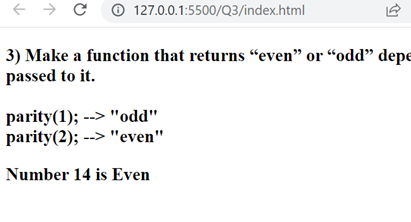 127.0.0.1:5500/Q3/index.html
3) Make a function that returns “even” or “odd” depe
passed to it.
parity(1); --> "odd"
parity(2); --> "even"
Number 14 is Even